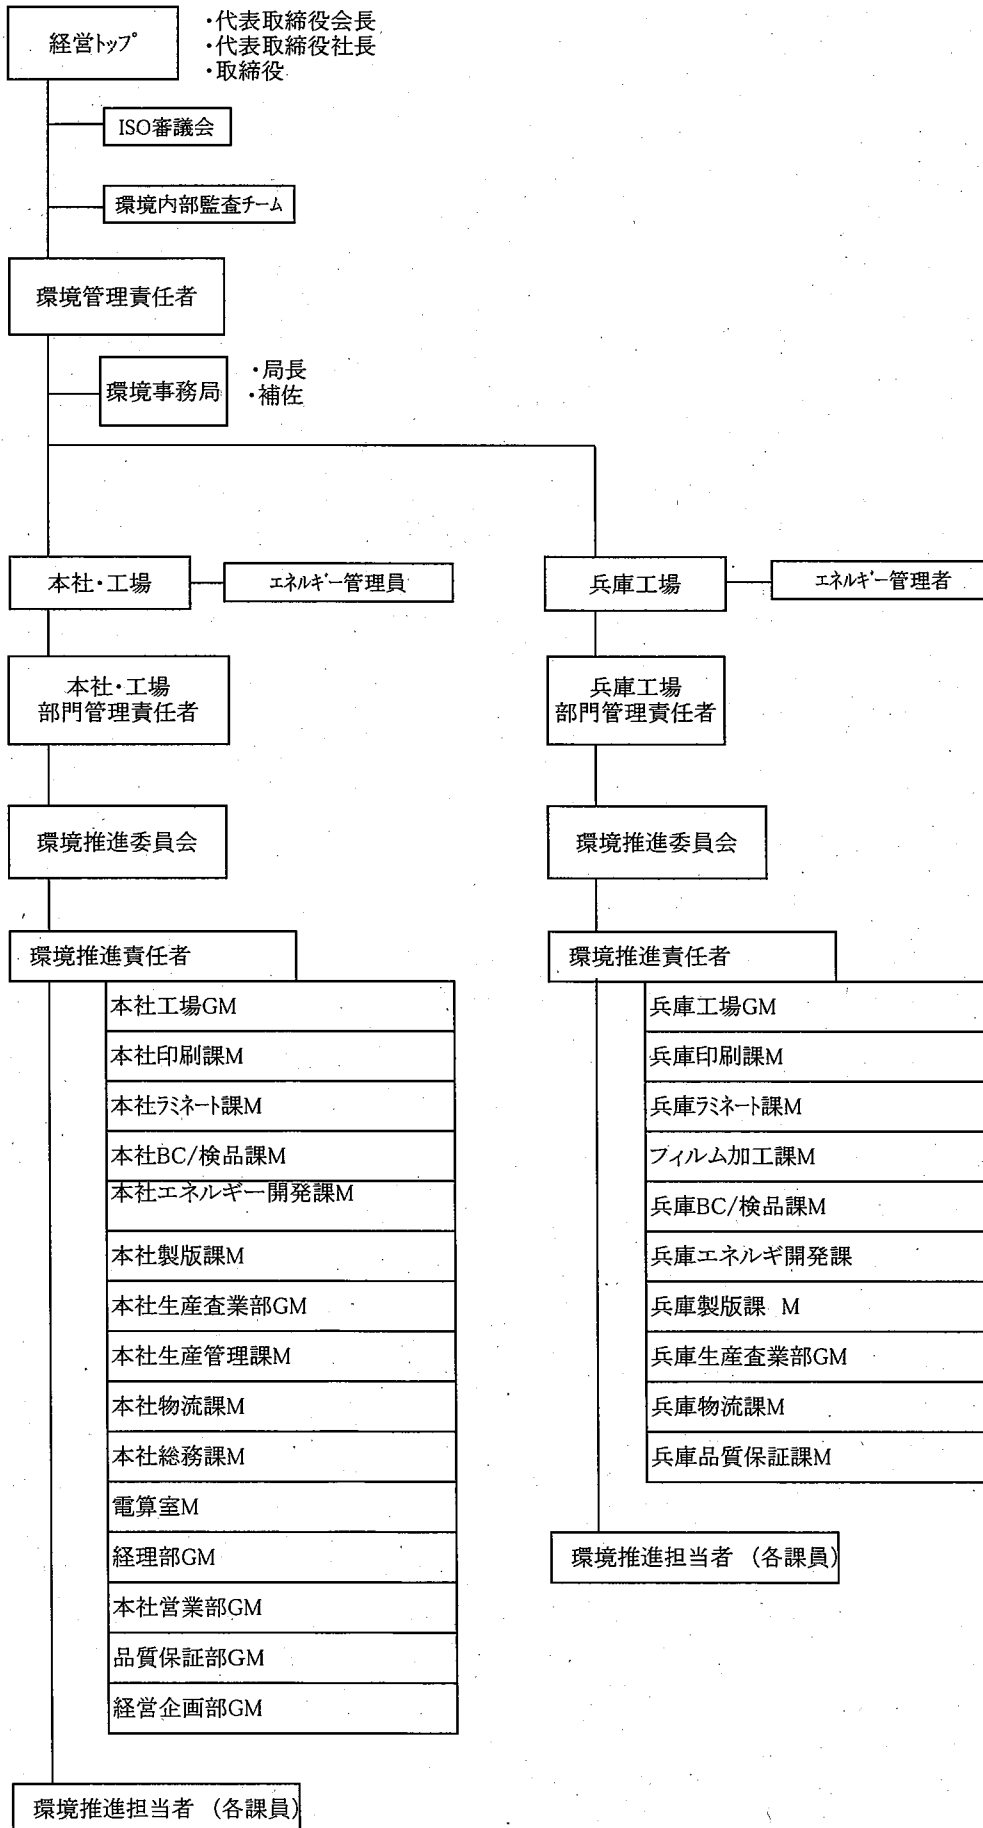 経営トップ
・代表取締役会長
・代表取締役社長
・取締役
ISO審議会
環境内部監査チーム
環境管理責任者
環境事務局
・局長
・補佐
本社・工場
エネルギー管理員
兵庫工場
エネルギー管理者
本社・工場
部門管理責任者
兵庫工場
部門管理責任者
環境推進委員会
環境推進委員会
環境推進責任者
本社工場GM
本社印刷課M
本社ラミネート課M
本社BC/検品課M
本社エネルギー開発課M
本社製版課M
本社生産査業部GM
本社生産管理課M
本社物流課M
本社総務課M
電算室M
経理部GM
本社営業部GM
品質保証部GM
経営企画部GM
環境推進担当者 (各課員)
環境推進責任者
兵庫工場GM
兵庫印刷課M
兵庫ラミネート課M
フィルム加工課M
兵庫BC/検品課M
兵庫エネルギ開発課
兵庫製版課 M
兵庫生産査業部GM
兵庫物流課M
兵庫品質保証課M
環境推進担当者 (各課員)